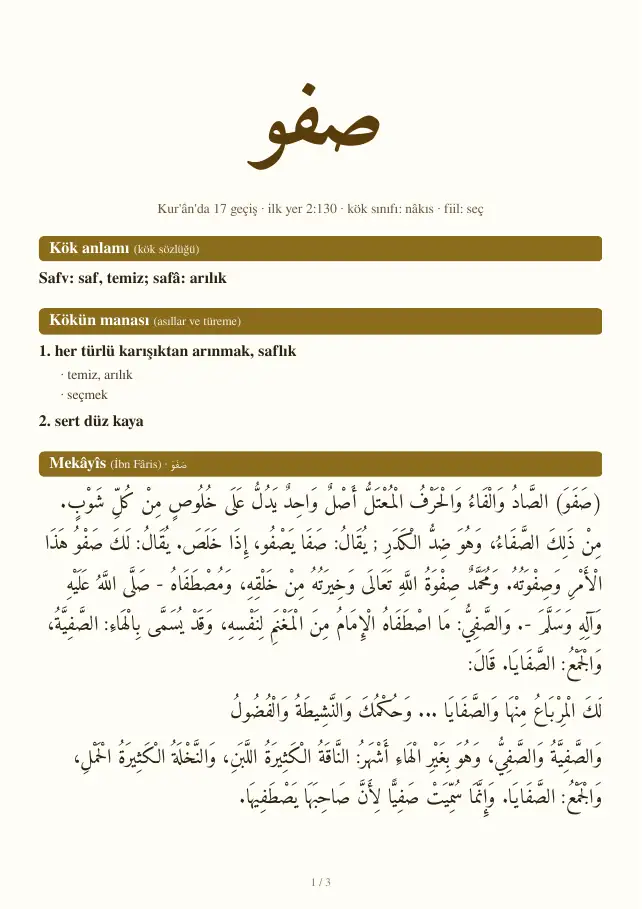 صفو
Kur'ân'da 17 geçiş · ilk yer 2:130 · kök sınıfı: nâkıs · fiil: seç
Kök anlamı (kök sözlüğü)
Safv: saf, temiz; safâ: arılık
Kökün manası (asıllar ve türeme)
1. her türlü karışıktan arınmak, saflık
· temiz, arılık
· seçmek
2. sert düz kaya
Mekâyîs (İbn Fâris) · صَفَوَ
(صَفَوَ) الصَّادُ وَالْفَاءُ وَالْحَرْفُ الْمُعْتَلُّ أَصْلٌ وَاحِدٌ يَدُلُّ عَلَى خُلُوصٍ مِنْ كُلِّ شَوْبٍ.
مِنْ ذَلِكَ الصَّفَاءُ، وَهُوَ ضِدُّ الْكَدَرِ ; يُقَالُ: صَفَا يَصْفُو، إِذَا خَلَصَ. يُقَالُ: لَكَ صَفْوُ هَذَا
الْأَمْرِ وَصِفْوَتُهُ. وَمُحَمَّدٌ صِفْوَةُ اللَّهِ تَعَالَى وَخِيرَتُهُ مِنْ خَلْقِهِ، وَمُصْطَفَاهُ - صَلَّى اللَّهُ عَلَيْهِ
وَآلِهِ وَسَلَّمَ -. وَالصَّفِيُّ: مَا اصْطَفَاهُ الْإِمَامُ مِنَ الْمَغْنَمِ لِنَفْسِهِ، وَقَدْ يُسَمَّى بِالْهَاءِ: الصَّفِيَّةُ،
وَالْجَمْعُ: الصَّفَايَا. قَالَ:
لَكَ الْمِرْبَاعُ مِنْهَا وَالصَّفَايَا ... وَحُكْمُكَ وَالنَّشِيطَةُ وَالْفُضُولُ
وَالصَّفِيَّةُ وَالصَّفِيُّ، وَهُوَ بِغَيْرِ الْهَاءِ أَشْهَرُ: النَّاقَةُ الْكَثِيرَةُ اللَّبَنِ، وَالنَّخْلَةُ الْكَثِيرَةُ الْحَمْلِ،
وَالْجَمْعُ: الصَّفَايَا. وَإِنَّمَا سُمِّيَتْ صَفِيًّا لِأَنَّ صَاحِبَهَا يَصْطَفِيهَا.
1 / 3